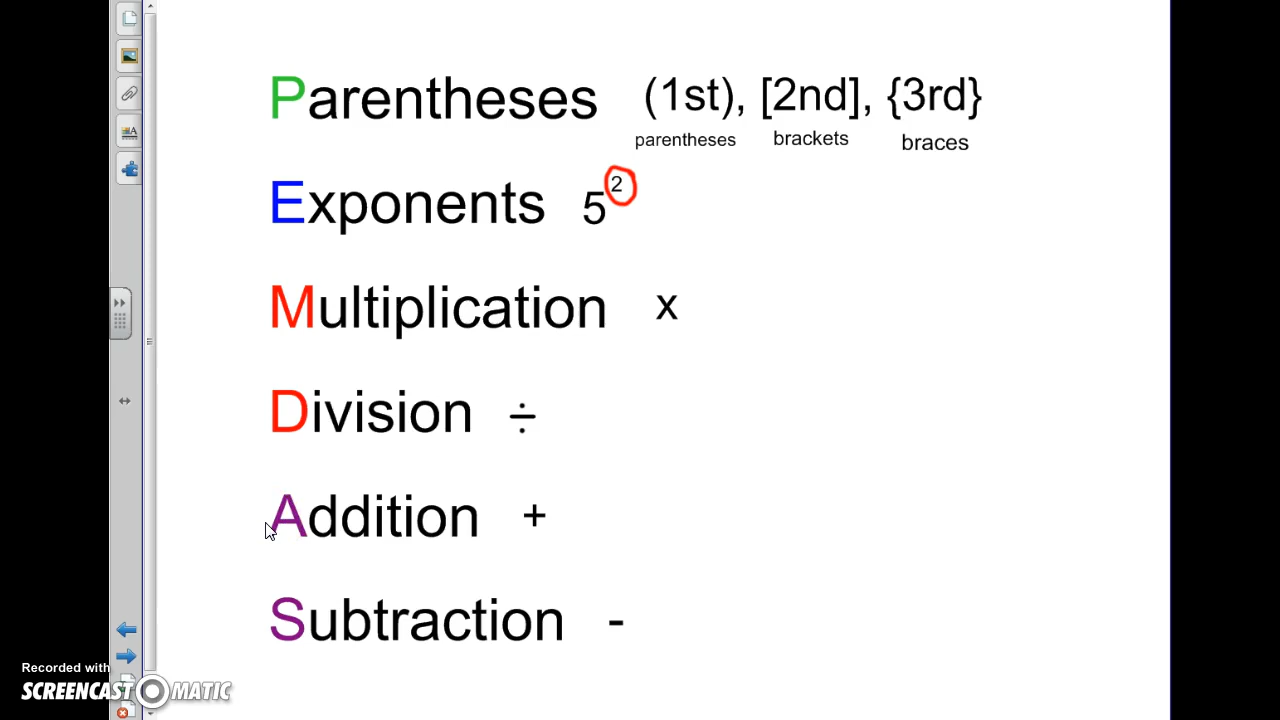 Parentheses (1st), [2nd], {3rd}
parentheses brackets braces
Exponents 5²
Multiplication x
Division ÷
Addition +
Subtraction -
Recorded with
SCREENCAST O MATIC